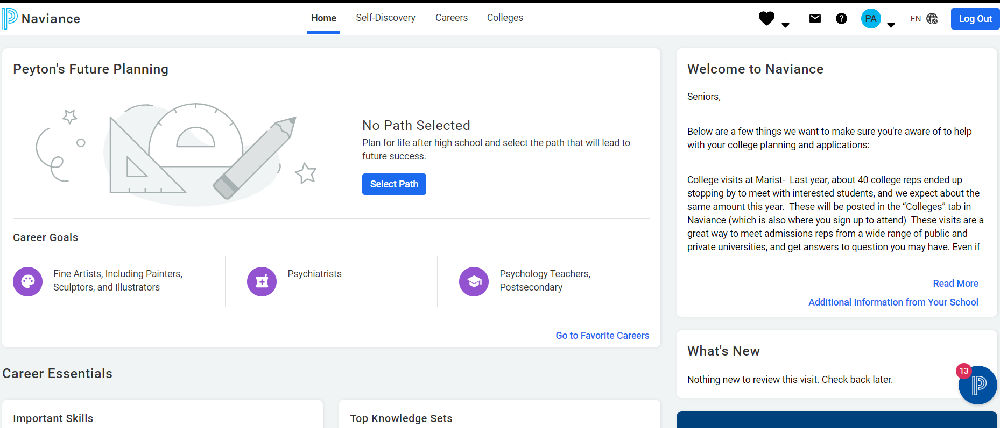 Naviance
Home
Self-Discovery
Careers
Colleges
PA
EN
Log Out
Peyton's Future Planning
No Path Selected
Plan for life after high school and select the path that will lead to
future success.
Select Path
Career Goals
Fine Artists, Including Painters,
Sculptors, and Illustrators
Psychiatrists
Psychology Teachers,
Postsecondary
Go to Favorite Careers
Career Essentials
Important Skills
Top Knowledge Sets
Welcome to Naviance
Seniors,
Below are a few things we want to make sure you're aware of to help
with your college planning and applications:
College visits at Marist-  Last year, about 40 college reps ended up
stopping by to meet with interested students, and we expect about the
same amount this year.  These will be posted in the “Colleges” tab in
Naviance (which is also where you sign up to attend)  These visits are a
great way to meet admissions reps from a wide range of public and
private universities, and get answers to question you may have. Even if
Read More
Additional Information from Your School
What's New
Nothing new to review this visit. Check back later.
13